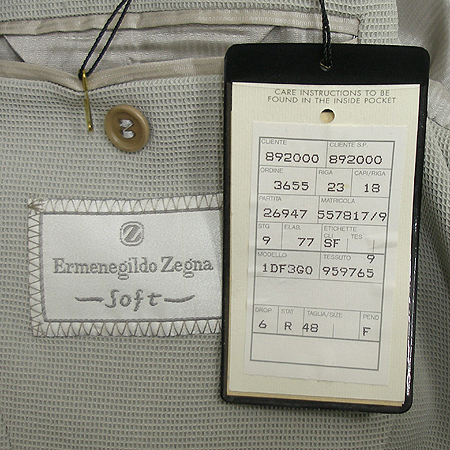 CARE INSTRUCTIONS TO BE
FOUND IN THE INSIDE POCKET
CLIENTE CLIENTE S.P.
892000 892000
ORDINE RIGA CAPI/RIGA
3655 23 18
PARTITA MATRICOLA
26947 557817/9
STG ELAB. ETICHETTE
CLI TES
9 77 SF 9
MODELLO TESSUTO
1DF3G0 959765
DROP STAT TAGLIA/SIZE PEND
6 R 48 F
Z
Ermenegildo Zegna
Soft